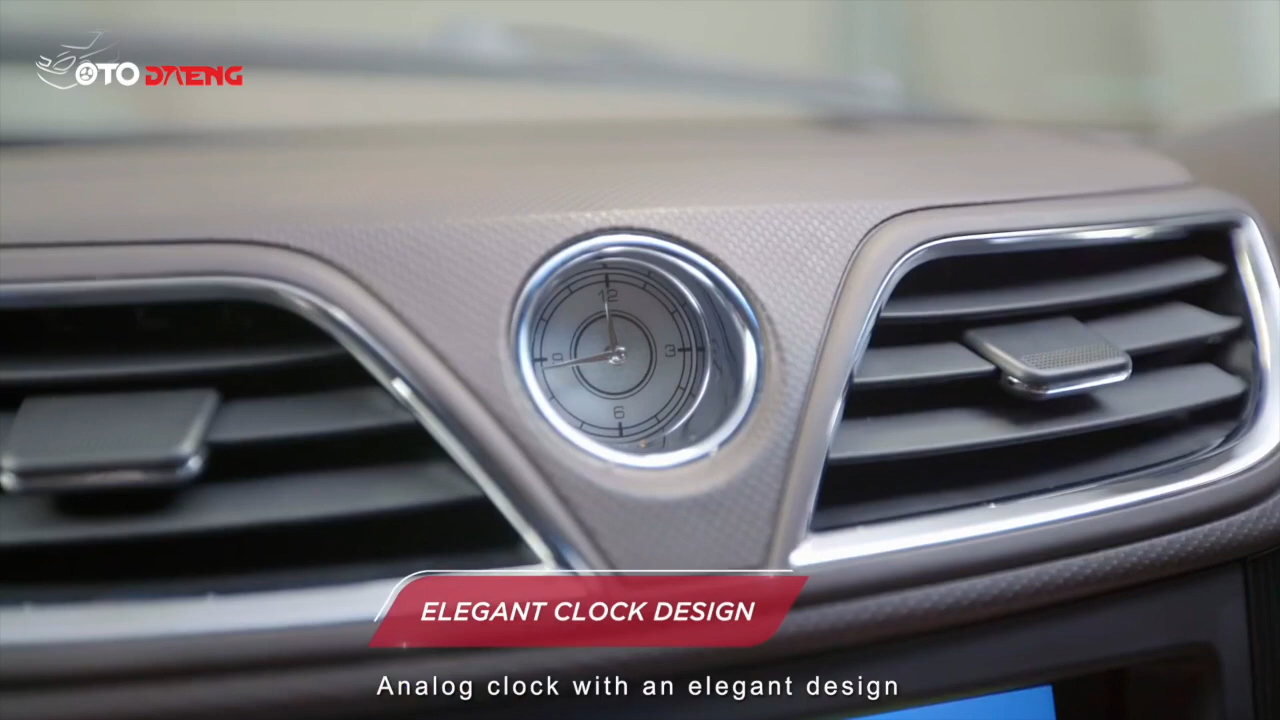 OTO DAENG
12
9 3
6
ELEGANT CLOCK DESIGN
Analog clock with an elegant design